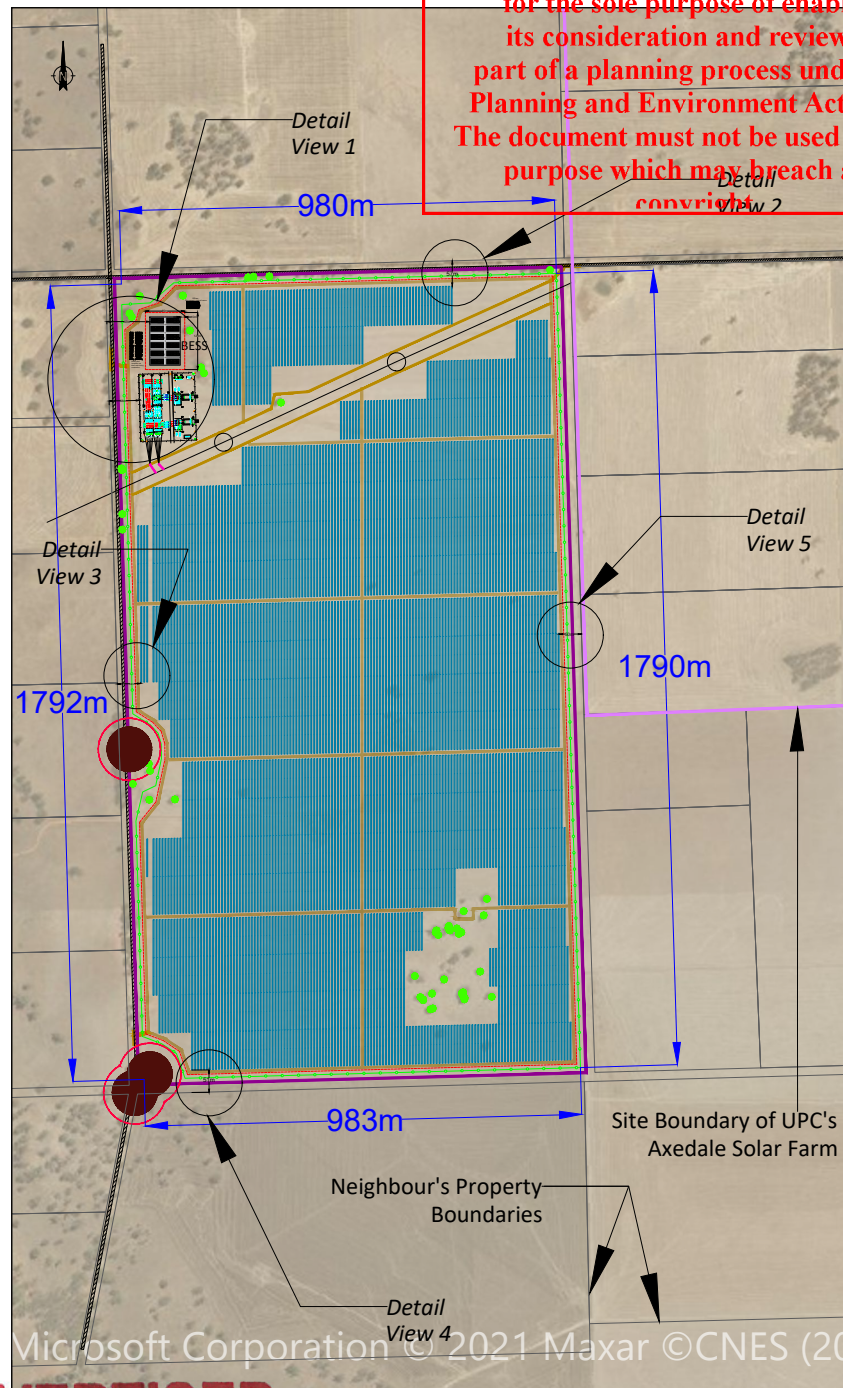 for the sole purpose of
its consideration and review
part of a planning process
Planning and Environment Act
The document must not be used
purpose which may breach
copyright
Detail
View 1
Detail
View 2
980m
BESS
Detail
View 3
Detail
View 5
1792m
1790m
983m
Site Boundary of UPC's
Axedale Solar Farm
Neighbour's Property
Boundaries
Detail
View 4
Microsoft Corporation © 2021 Maxar ©CNES (20